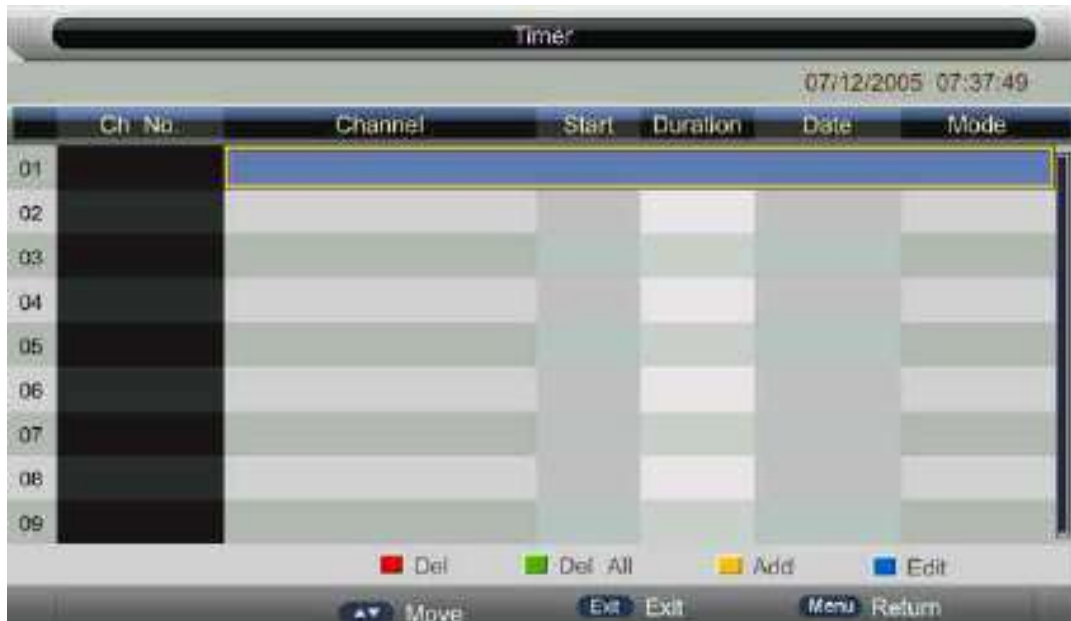 Timer
07/12/2005 07:37:49
Ch No. Channel Start Duration Date Mode
01
02
03
04
05
06
07
08
09
Del Del All Add Edit
Move Exit Exit Menu Return